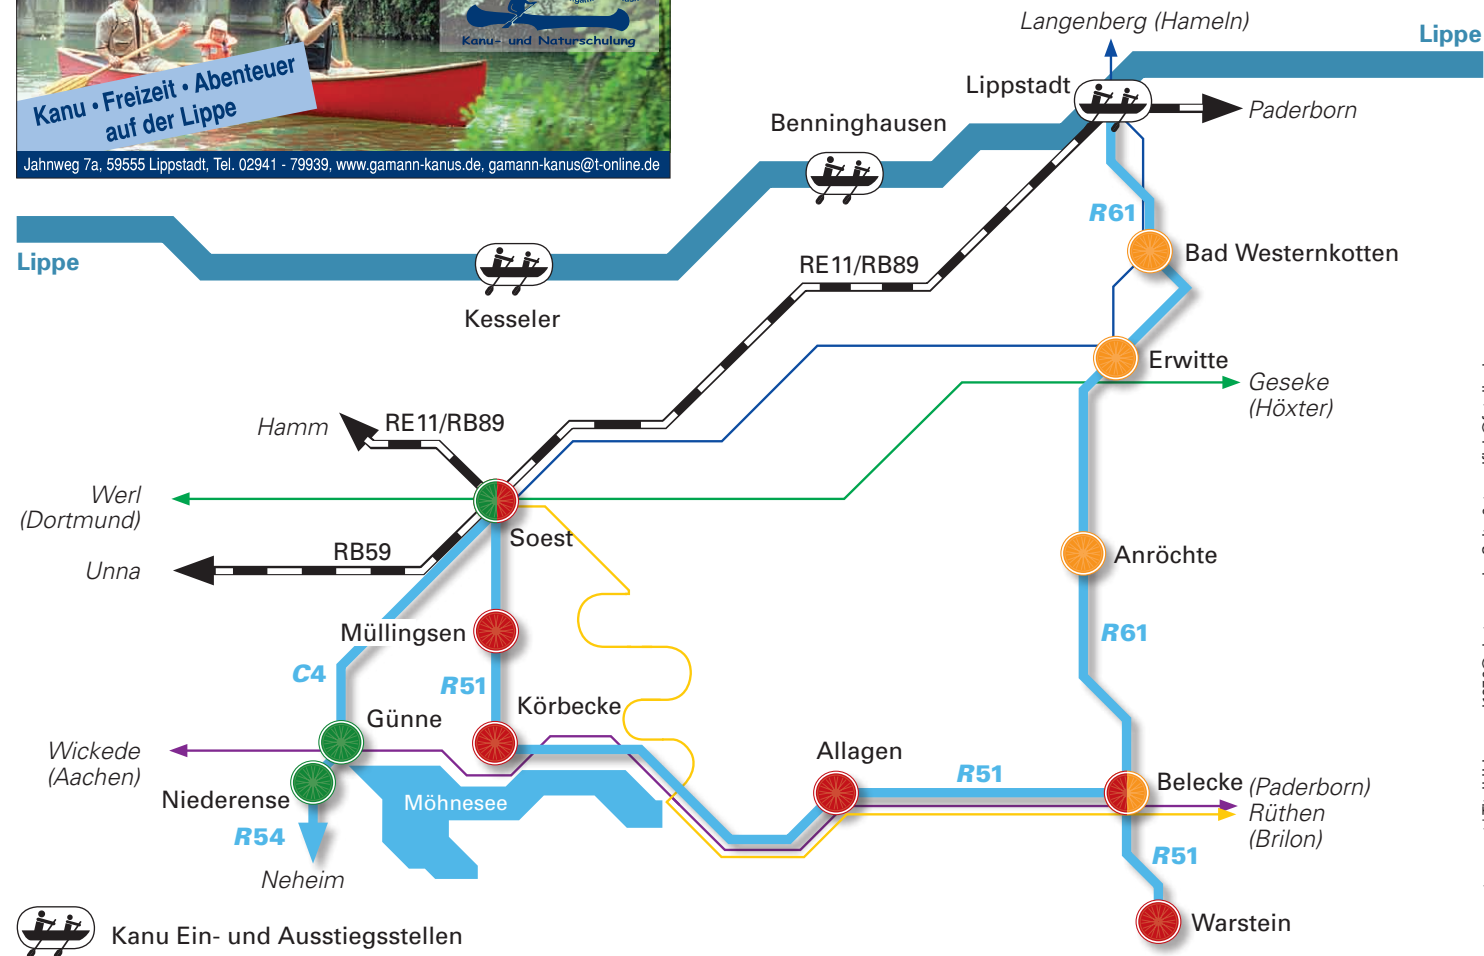 Kanu- und Naturschulung
Kanu • Freizeit • Abenteuer
auf der Lippe
Jahnweg 7a, 59555 Lippstadt, Tel. 02941 - 79939, www.gamann-kanus.de, gamann-kanus@t-online.de
Langenberg (Hameln)
Lippe
Lippstadt
Paderborn
Benninghausen
R61
Lippe
Bad Westernkotten
RE11/RB89
Kesseler
Erwitte
Geseke
(Höxter)
Hamm
RE11/RB89
Werl
(Dortmund)
Soest
RB59
Unna
Anröchte
Müllingsen
R61
C4
R51
Körbecke
Günne
Wickede
(Aachen)
Allagen
R51
Belecke
(Paderborn)
Rüthen
(Brilon)
Niederense
Möhnesee
R54
R51
Neheim
Warstein
Kanu Ein- und Ausstiegsstellen